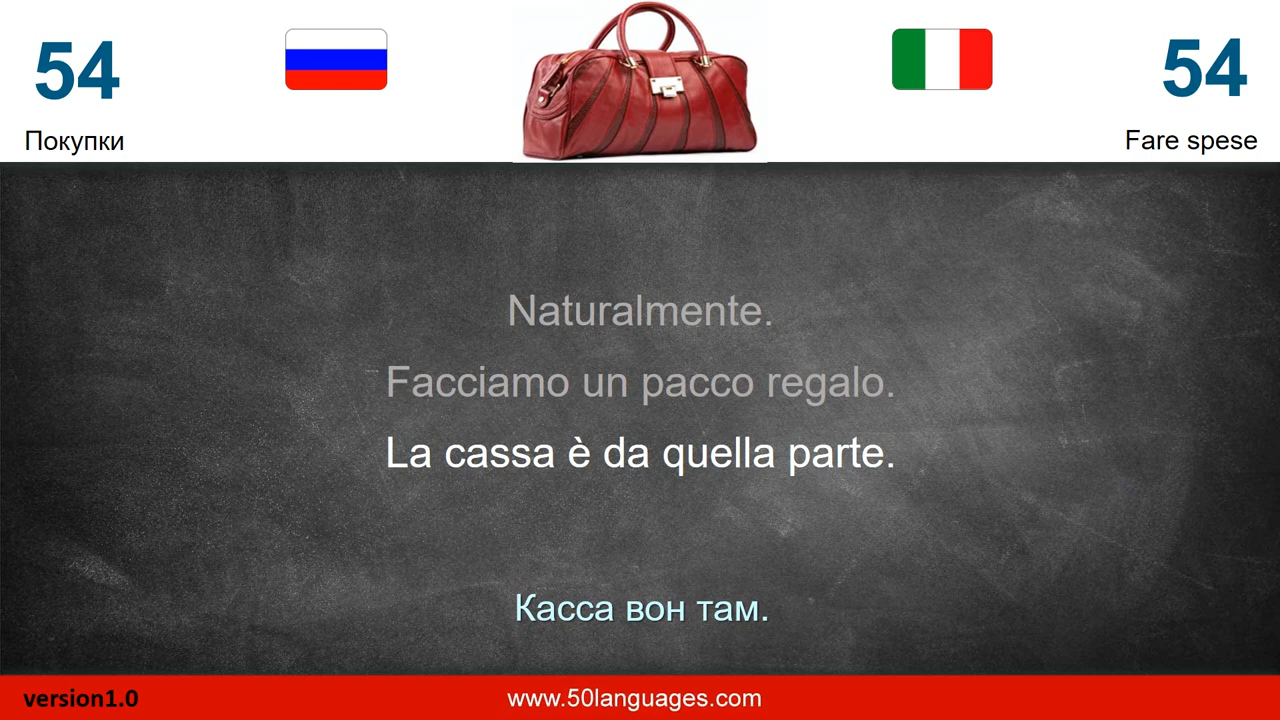 54
54
Покупки
Fare spese
Naturalmente.
Facciamo un pacco regalo.
La cassa è da quella parte.
Касса вон там.
version1.0
www.50languages.com